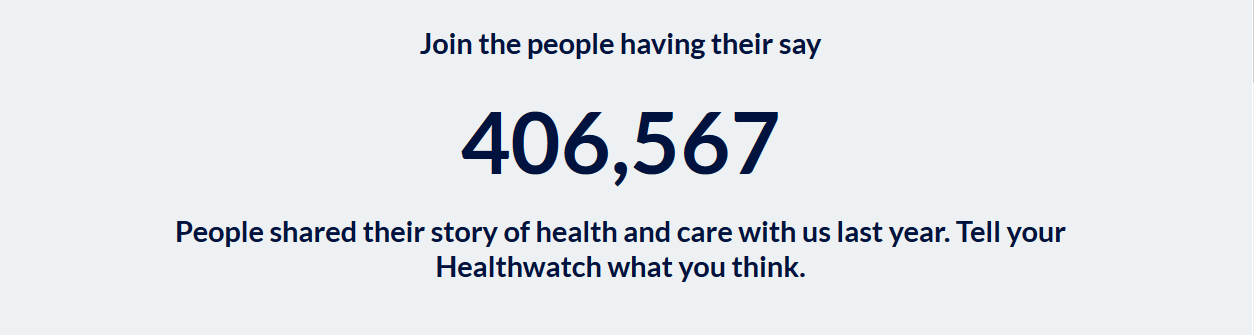 Join the people having their say
406,567
People shared their story of health and care with us last year. Tell your
Healthwatch what you think.